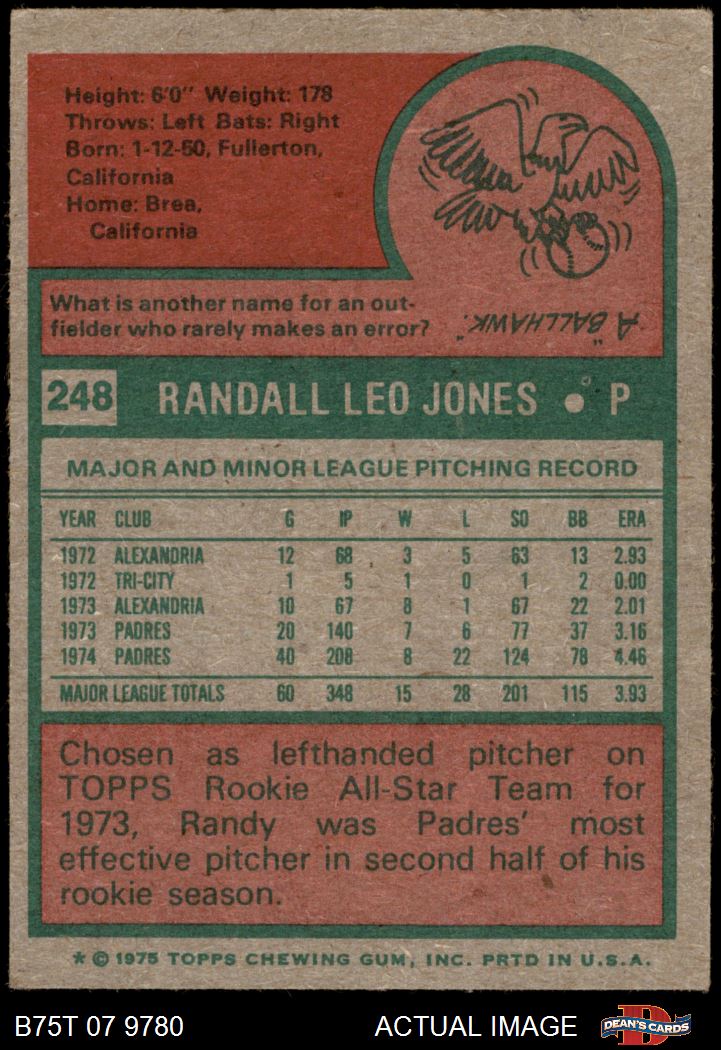 Height: 6'0" Weight: 178
Throws: Left Bats: Right
Born: 1-12-50, Fullerton,
California
Home: Brea,
California
What is another name for an out-
fielder who rarely makes an error?
A "BALLHAWK."
248 RANDALL LEO JONES • P
MAJOR AND MINOR LEAGUE PITCHING RECORD
YEAR CLUB G IP W L SO BB ERA
1972 ALEXANDRIA 12 68 3 5 63 13 2.93
1972 TRI-CITY 1 5 1 0 1 2 0.00
1973 ALEXANDRIA 10 67 8 1 67 22 2.01
1973 PADRES 20 140 7 6 77 37 3.16
1974 PADRES 40 208 8 22 124 78 4.46
MAJOR LEAGUE TOTALS 60 348 15 28 201 115 3.93
Chosen as lefthanded pitcher on
TOPPS Rookie All-Star Team for
1973, Randy was Padres' most
effective pitcher in second half of his
rookie season.
* © 1975 TOPPS CHEWING GUM, INC. PRTD IN U.S.A.
B75T 07 9780 ACTUAL IMAGE DEAN'S CARDS